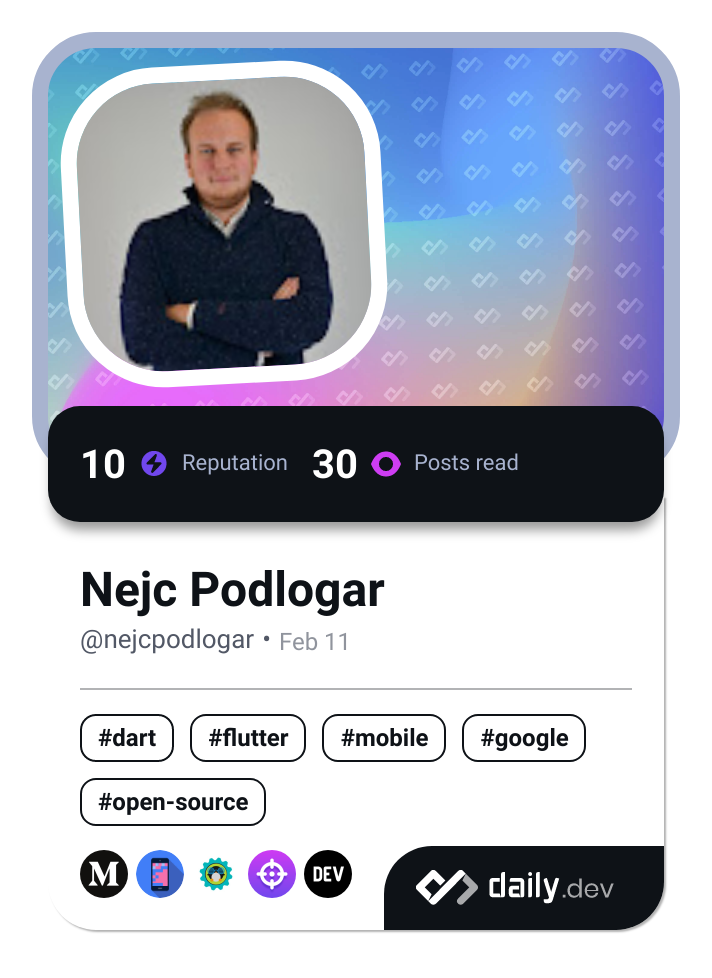 10 Reputation 30 Posts read
Nejc Podlogar
@nejcpodlogar • Feb 11
#dart #flutter #mobile #google
#open-source
M DEV daily.dev